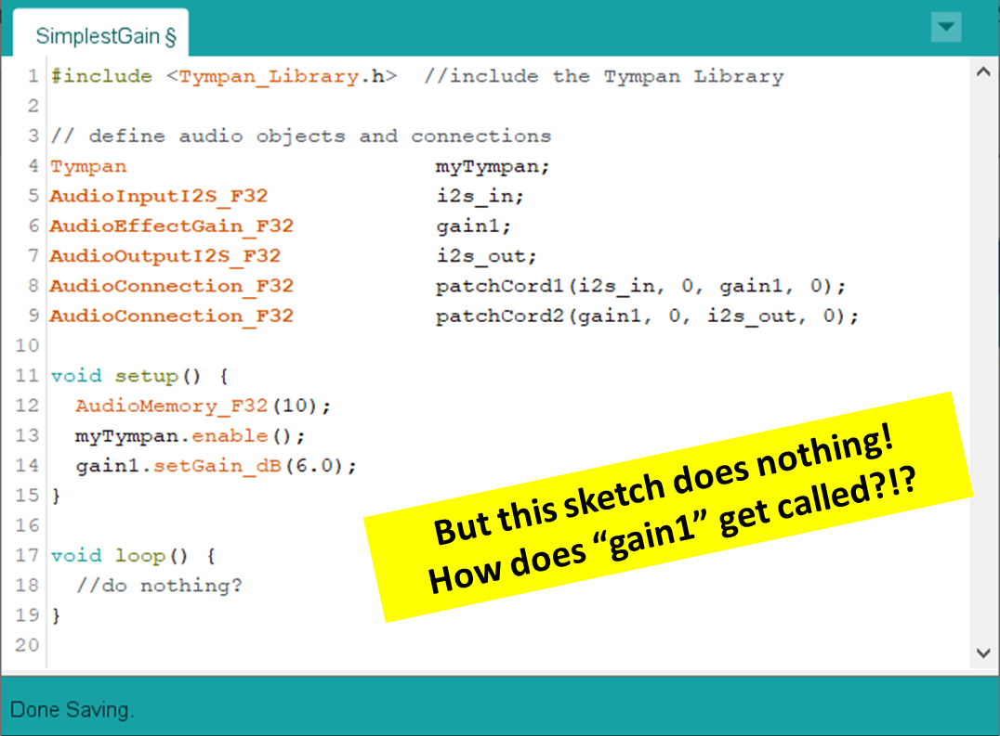 SimplestGain §
1 #include <Tympan_Library.h>  //include the Tympan Library
2
3 // define audio objects and connections
4 Tympan                        myTympan;
5 AudioInputI2S_F32             i2s_in;
6 AudioEffectGain_F32           gain1;
7 AudioOutputI2S_F32            i2s_out;
8 AudioConnection_F32           patchCord1(i2s_in, 0, gain1, 0);
9 AudioConnection_F32           patchCord2(gain1, 0, i2s_out, 0);
10
11 void setup() {
12   AudioMemory_F32(10);
13   myTympan.enable();
14   gain1.setGain_dB(6.0);
15 }
16
17 void loop() {
18   //do nothing?
19 }
20
But this sketch does nothing!
How does “gain1” get called?!?
Done Saving.